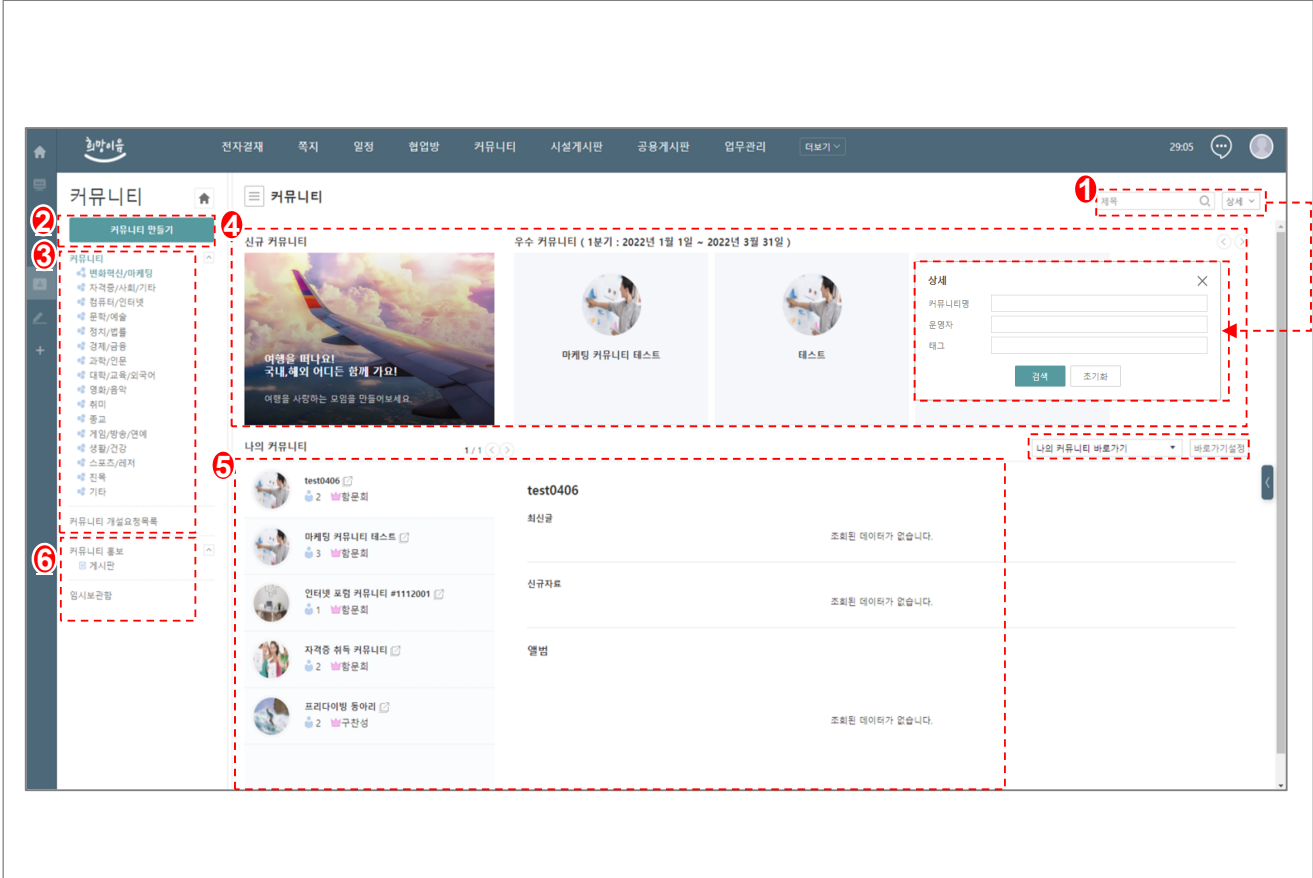 희망이음
전자결재 쪽지 일정 협업방 커뮤니티 시설게시판 공용게시판 업무관리 더보기
29:05
커뮤니티
커뮤니티
1
제목
상세
2
커뮤니티 만들기
3
커뮤니티
변화혁신/마케팅
자격증/사회/기타
컴퓨터/인터넷
문학/예술
정치/법률
경제/금융
과학/인문
대학/교육/외국어
영화/음악
취미
종교
게임/방송/연예
생활/건강
스포츠/레저
친목
기타
커뮤니티 개설요청목록
6
커뮤니티 홍보
게시판
임시보관함
4
신규 커뮤니티
여행을 떠나요!
국내,해외 어디든 함께 가요!
여행을 사랑하는 모임을 만들어보세요.
우수 커뮤니티 ( 1분기 : 2022년 1월 1일 ~ 2022년 3월 31일 )
마케팅 커뮤니티 테스트
테스트
상세
커뮤니티명
운영자
태그
검색 초기화
나의 커뮤니티
1 / 1
나의 커뮤니티 바로가기
바로가기설정
5
test0406
2 함문희
마케팅 커뮤니티 테스트
3 함문희
인터넷 포럼 커뮤니티 #1112001
1 함문희
자격증 취득 커뮤니티
2 함문희
프리다이빙 동아리
2 구찬성
test0406
최신글
조회된 데이터가 없습니다.
신규자료
조회된 데이터가 없습니다.
앨범
조회된 데이터가 없습니다.